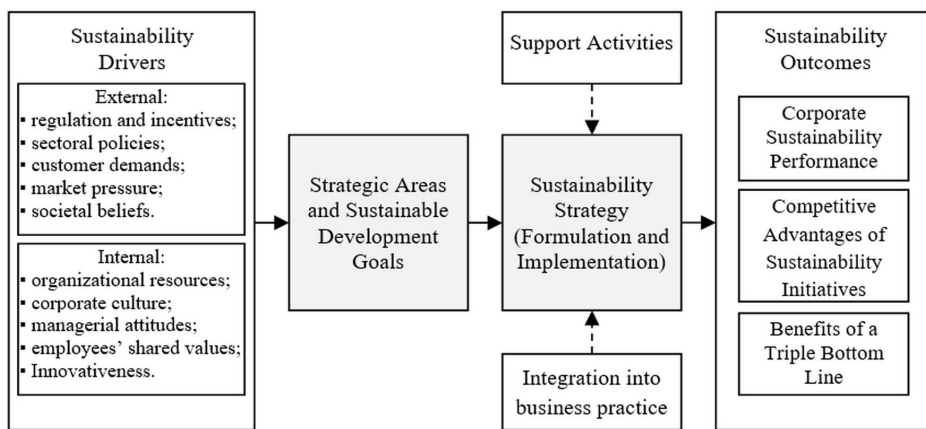 Sustainability
Drivers
External:
▪ regulation and incentives;
▪ sectoral policies;
▪ customer demands;
▪ market pressure;
▪ societal beliefs.
Internal:
▪ organizational resources;
▪ corporate culture;
▪ managerial attitudes;
▪ employees’ shared values;
▪ Innovativeness.
Strategic Areas
and Sustainable
Development
Goals
Support Activities
Sustainability
Strategy
(Formulation and
Implementation)
Integration into
business practice
Sustainability
Outcomes
Corporate
Sustainability
Performance
Competitive
Advantages of
Sustainability
Initiatives
Benefits of a
Triple Bottom
Line